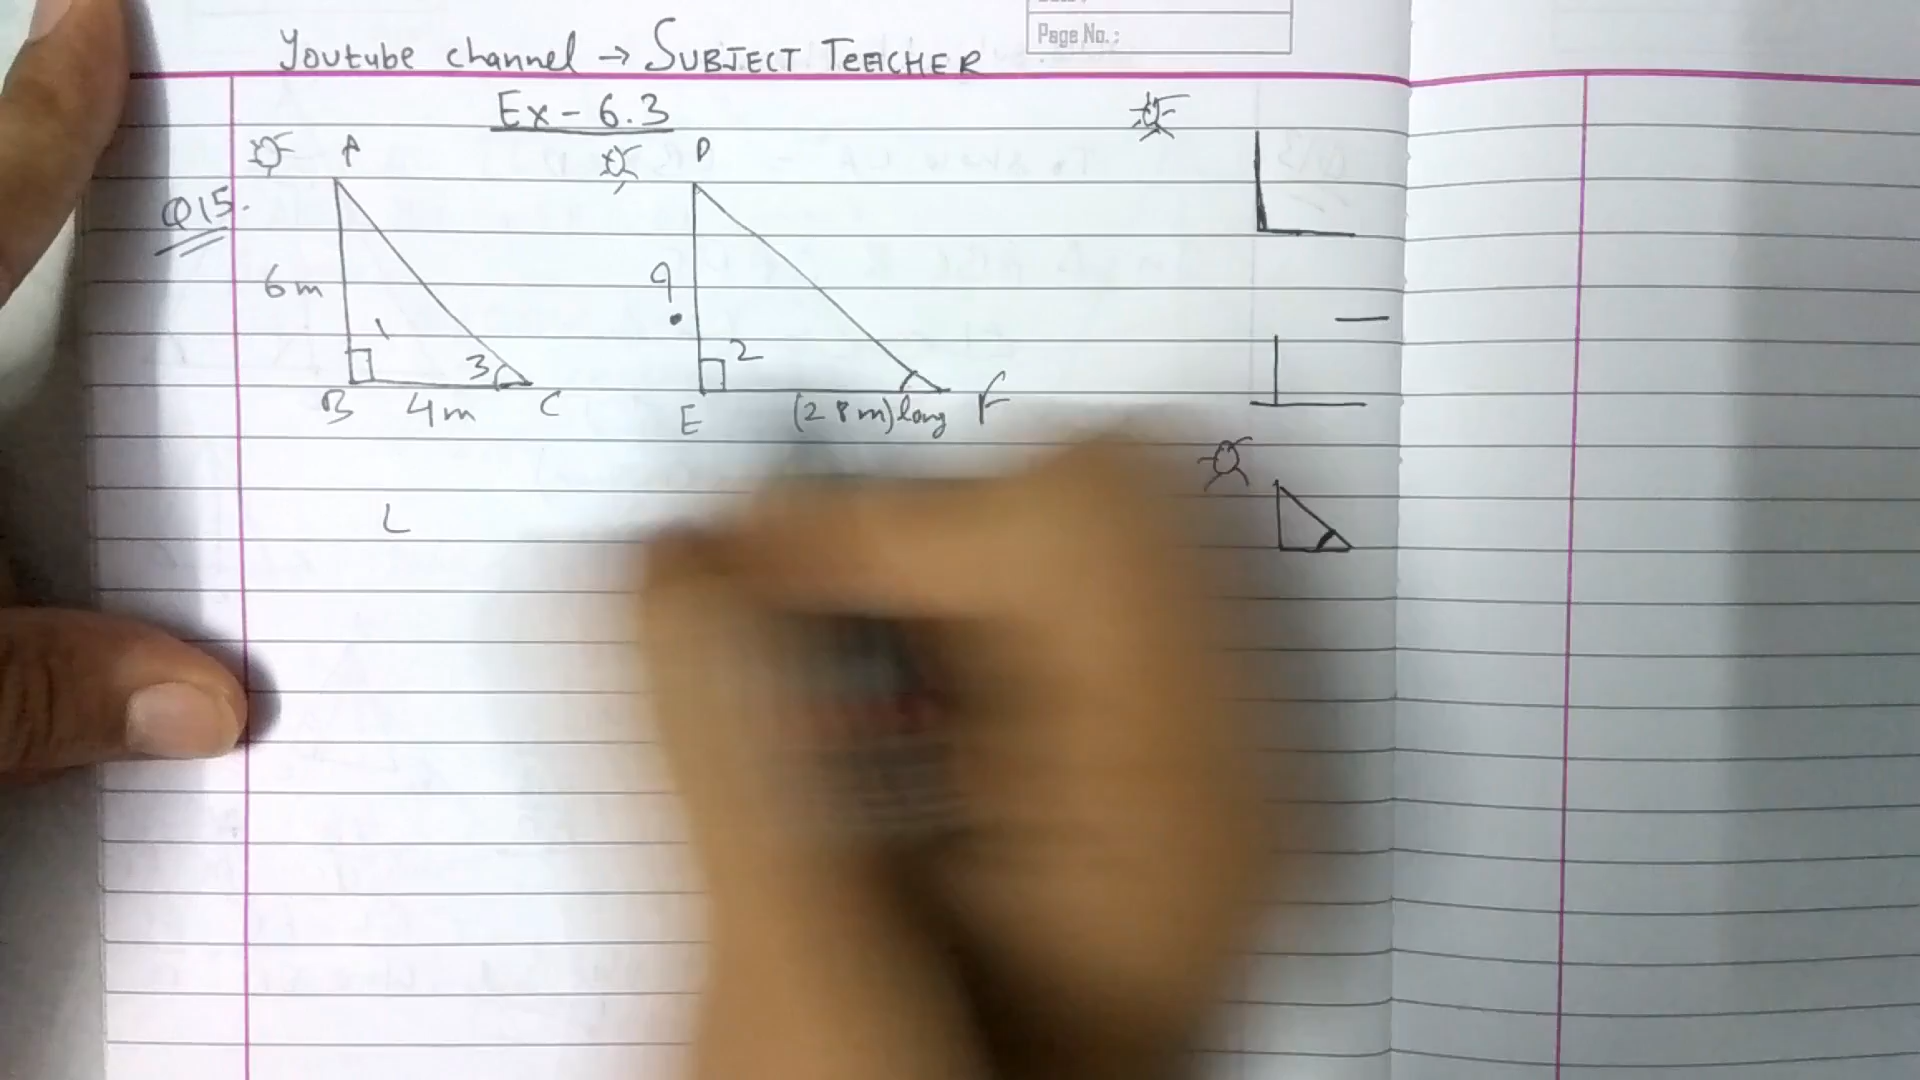 Page No.:
Youtube channel → SUBJECT TEACHER
Ex - 6.3
A D
Q15.
6m 9
1 3 2
B 4m C E (28m) long F
L